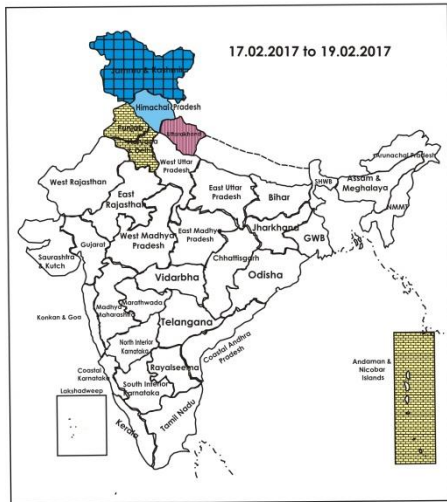 17.02.2017 to 19.02.2017
Jammu & Kashmir
Himachal Pradesh
Punjab
Uttarakhand
West Uttar
Pradesh
Arunachal Pradesh
West Rajasthan
East
Rajasthan
East Uttar
Pradesh
Bihar
SHWB
Assam &
Meghalaya
NMMT
Saurashtra
& Kutch
Gujarat
West Madhya
Pradesh
East Madhya
Pradesh
Jharkhand
GWB
Chhattisgarh
Odisha
Vidarbha
Konkan & Goa
Madhya
Maharashtra
Marathwada
Telangana
North Interior
Karnataka
Coastal Andhra
Pradesh
Rayalseema
Coastal
Karnatake
South Interior
Karnataka
Tamil Nadu
Kerala
Lakshadweep
Andaman &
Nicobar
Islands